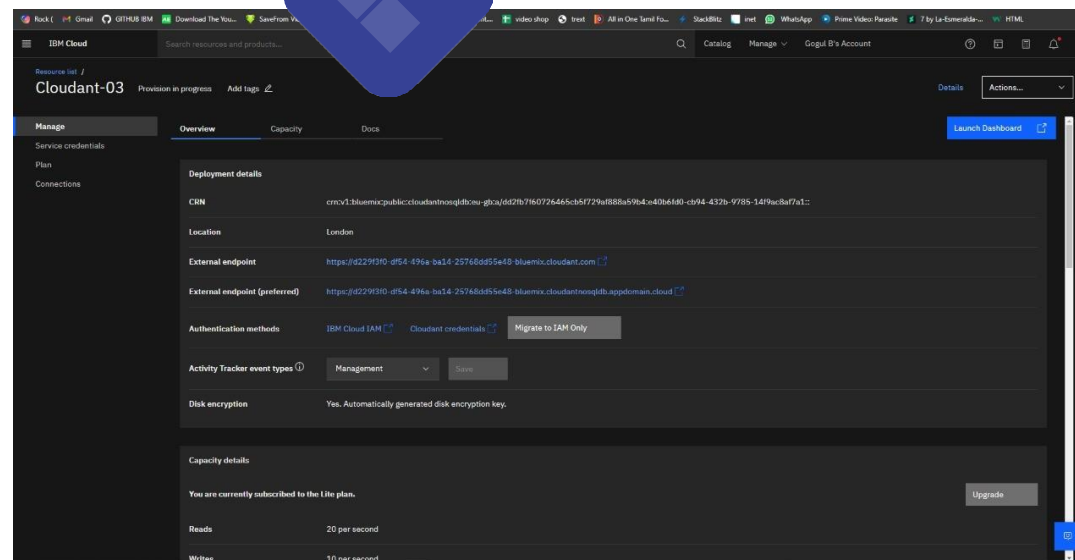 Rock ( Gmail GITHUB IBM Download The You... SaveFrom video shop trext All in One Tamil Fo... StackBlitz inet WhatsApp Prime Video: Parasite 7 by La-Esmeralda-... HTML
IBM Cloud Search resources and products... Catalog Manage Gogul B's Account
Resource list /
Cloudant-03 Provision in progress Add tags Details Actions...
Manage Overview Capacity Docs Launch Dashboard
Service credentials
Plan
Connections
Deployment details
CRN crn:v1:bluemix:public:cloudantnosqldb:eu-gb:a/dd2fb7f60726465cb5f729af888a59b4:e40b6fd0-cb94-432b-9785-14f9ac8af7a1::
Location London
External endpoint https://d229f3f0-df54-496a-ba14-25768dd55e48-bluemix.cloudant.com
External endpoint (preferred) https://d229f3f0-df54-496a-ba14-25768dd55e48-bluemix.cloudantnosqldb.appdomain.cloud
Authentication methods IBM Cloud IAM Cloudant credentials Migrate to IAM Only
Activity Tracker event types Management Save
Disk encryption Yes. Automatically generated disk encryption key.
Capacity details
You are currently subscribed to the Lite plan. Upgrade
Reads 20 per second
Writes 10 per second